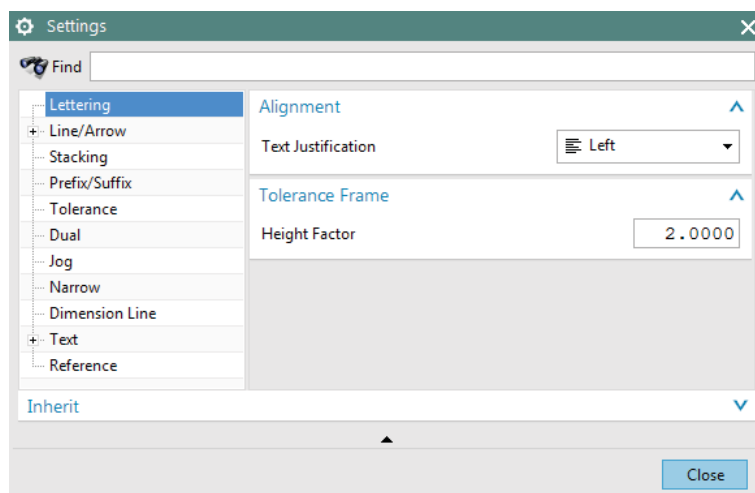 Settings
Find
Lettering
Line/Arrow
Stacking
Prefix/Suffix
Tolerance
Dual
Jog
Narrow
Dimension Line
Text
Reference
Alignment
Text Justification Left
Tolerance Frame
Height Factor 2.0000
Inherit
Close